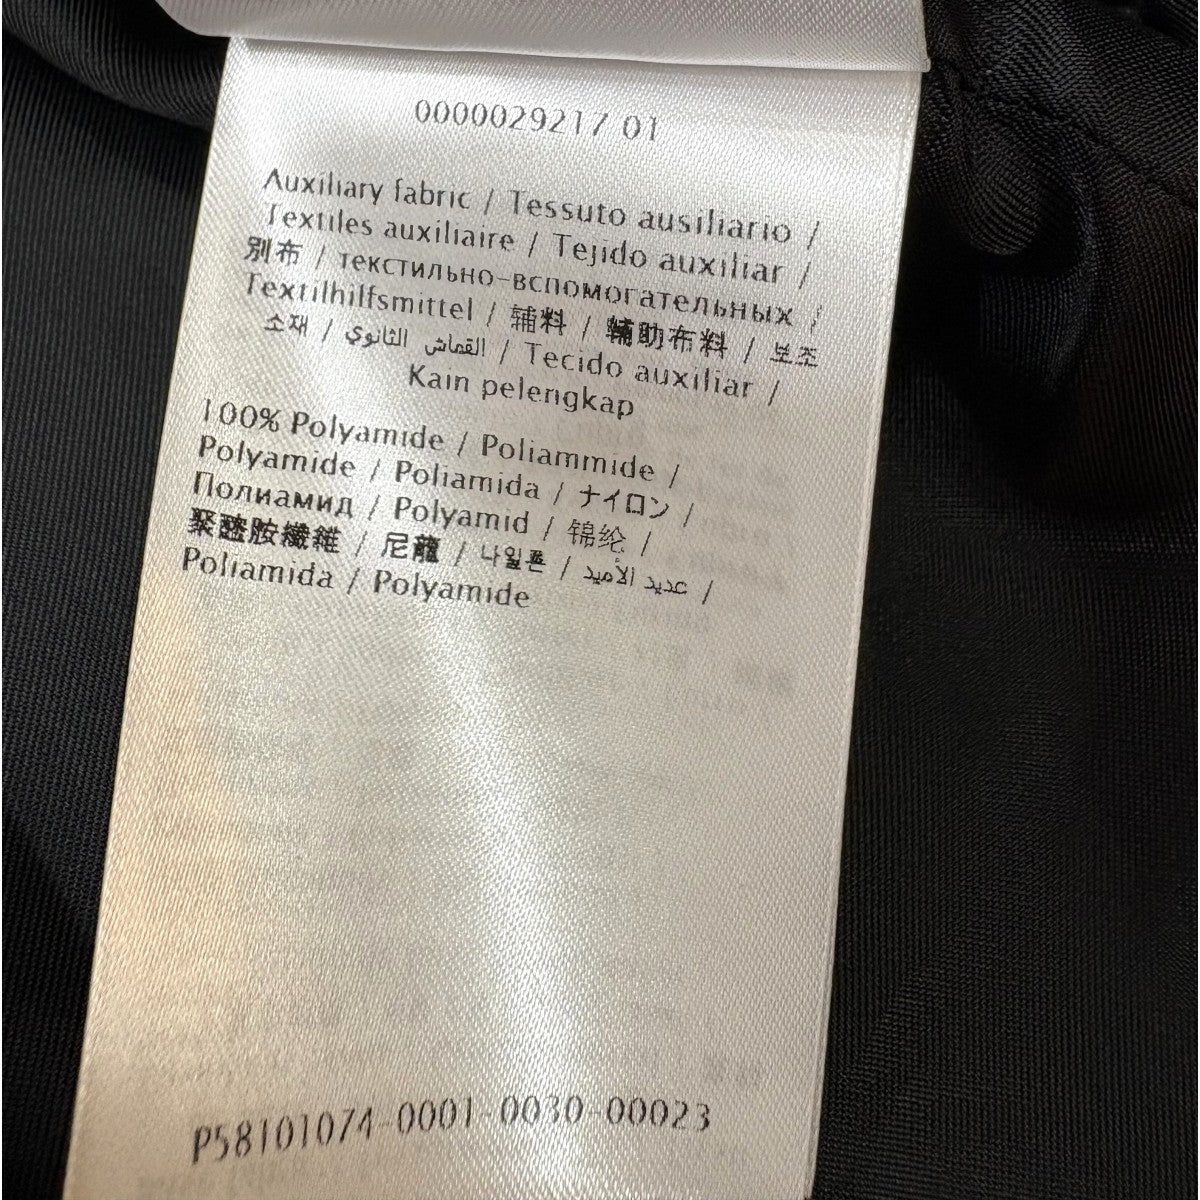 0000029217 01
Auxiliary fabric / Tessuto ausiliario /
Textiles auxiliaire / Tejido auxiliar /
別布 / текстильно-вспомогательных /
Textilhilfsmittel / 辅料 / 輔助布料 / 보조
소재 / القماش الثانوي / Tecido auxiliar /
Kain pelengkap
100% Polyamide / Poliammide /
Polyamide / Poliamida / ナイロン /
Полиамид / Polyamid / 锦纶 /
聚醯胺纖維 / 尼龍 / 나일론 / عديد الأميد /
Poliamida / Polyamide
P58101074-0001-0030-00023